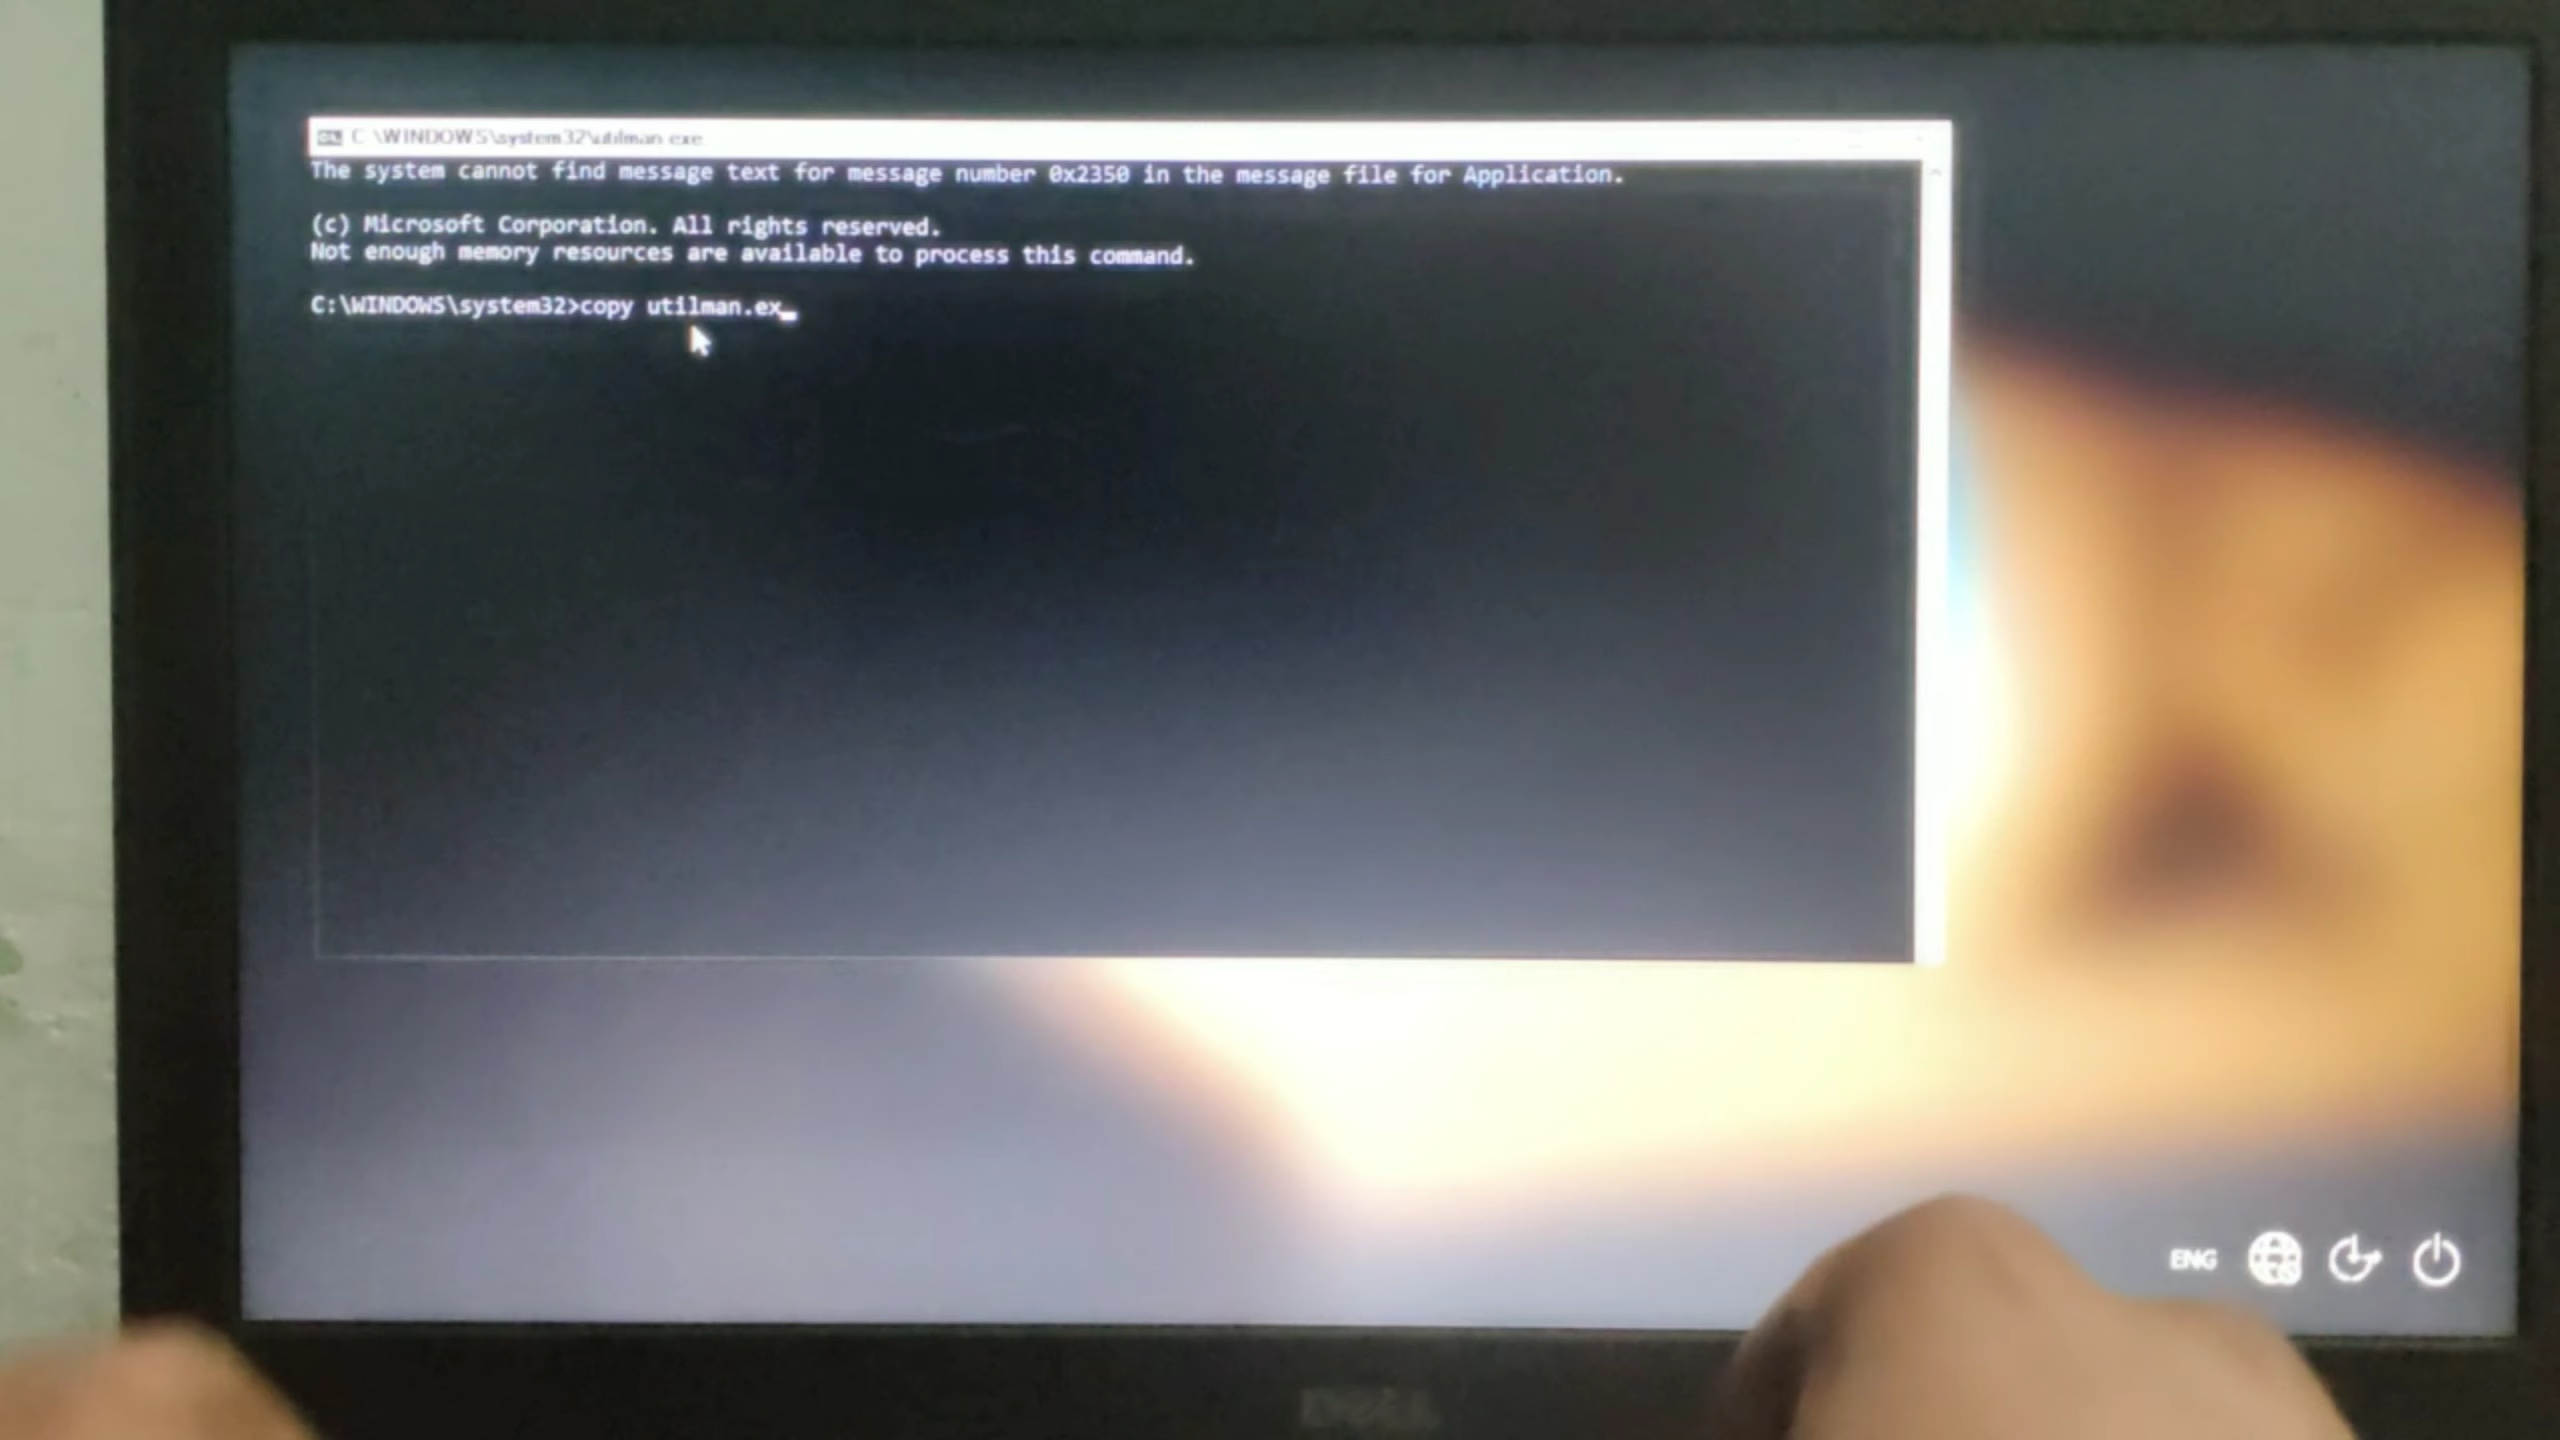 C:\WINDOWS\system32\utilman.exe
The system cannot find message text for message number 0x2350 in the message file for Application.
(c) Microsoft Corporation. All rights reserved.
Not enough memory resources are available to process this command.
C:\WINDOWS\system32>copy utilman.ex_
ENG
DELL